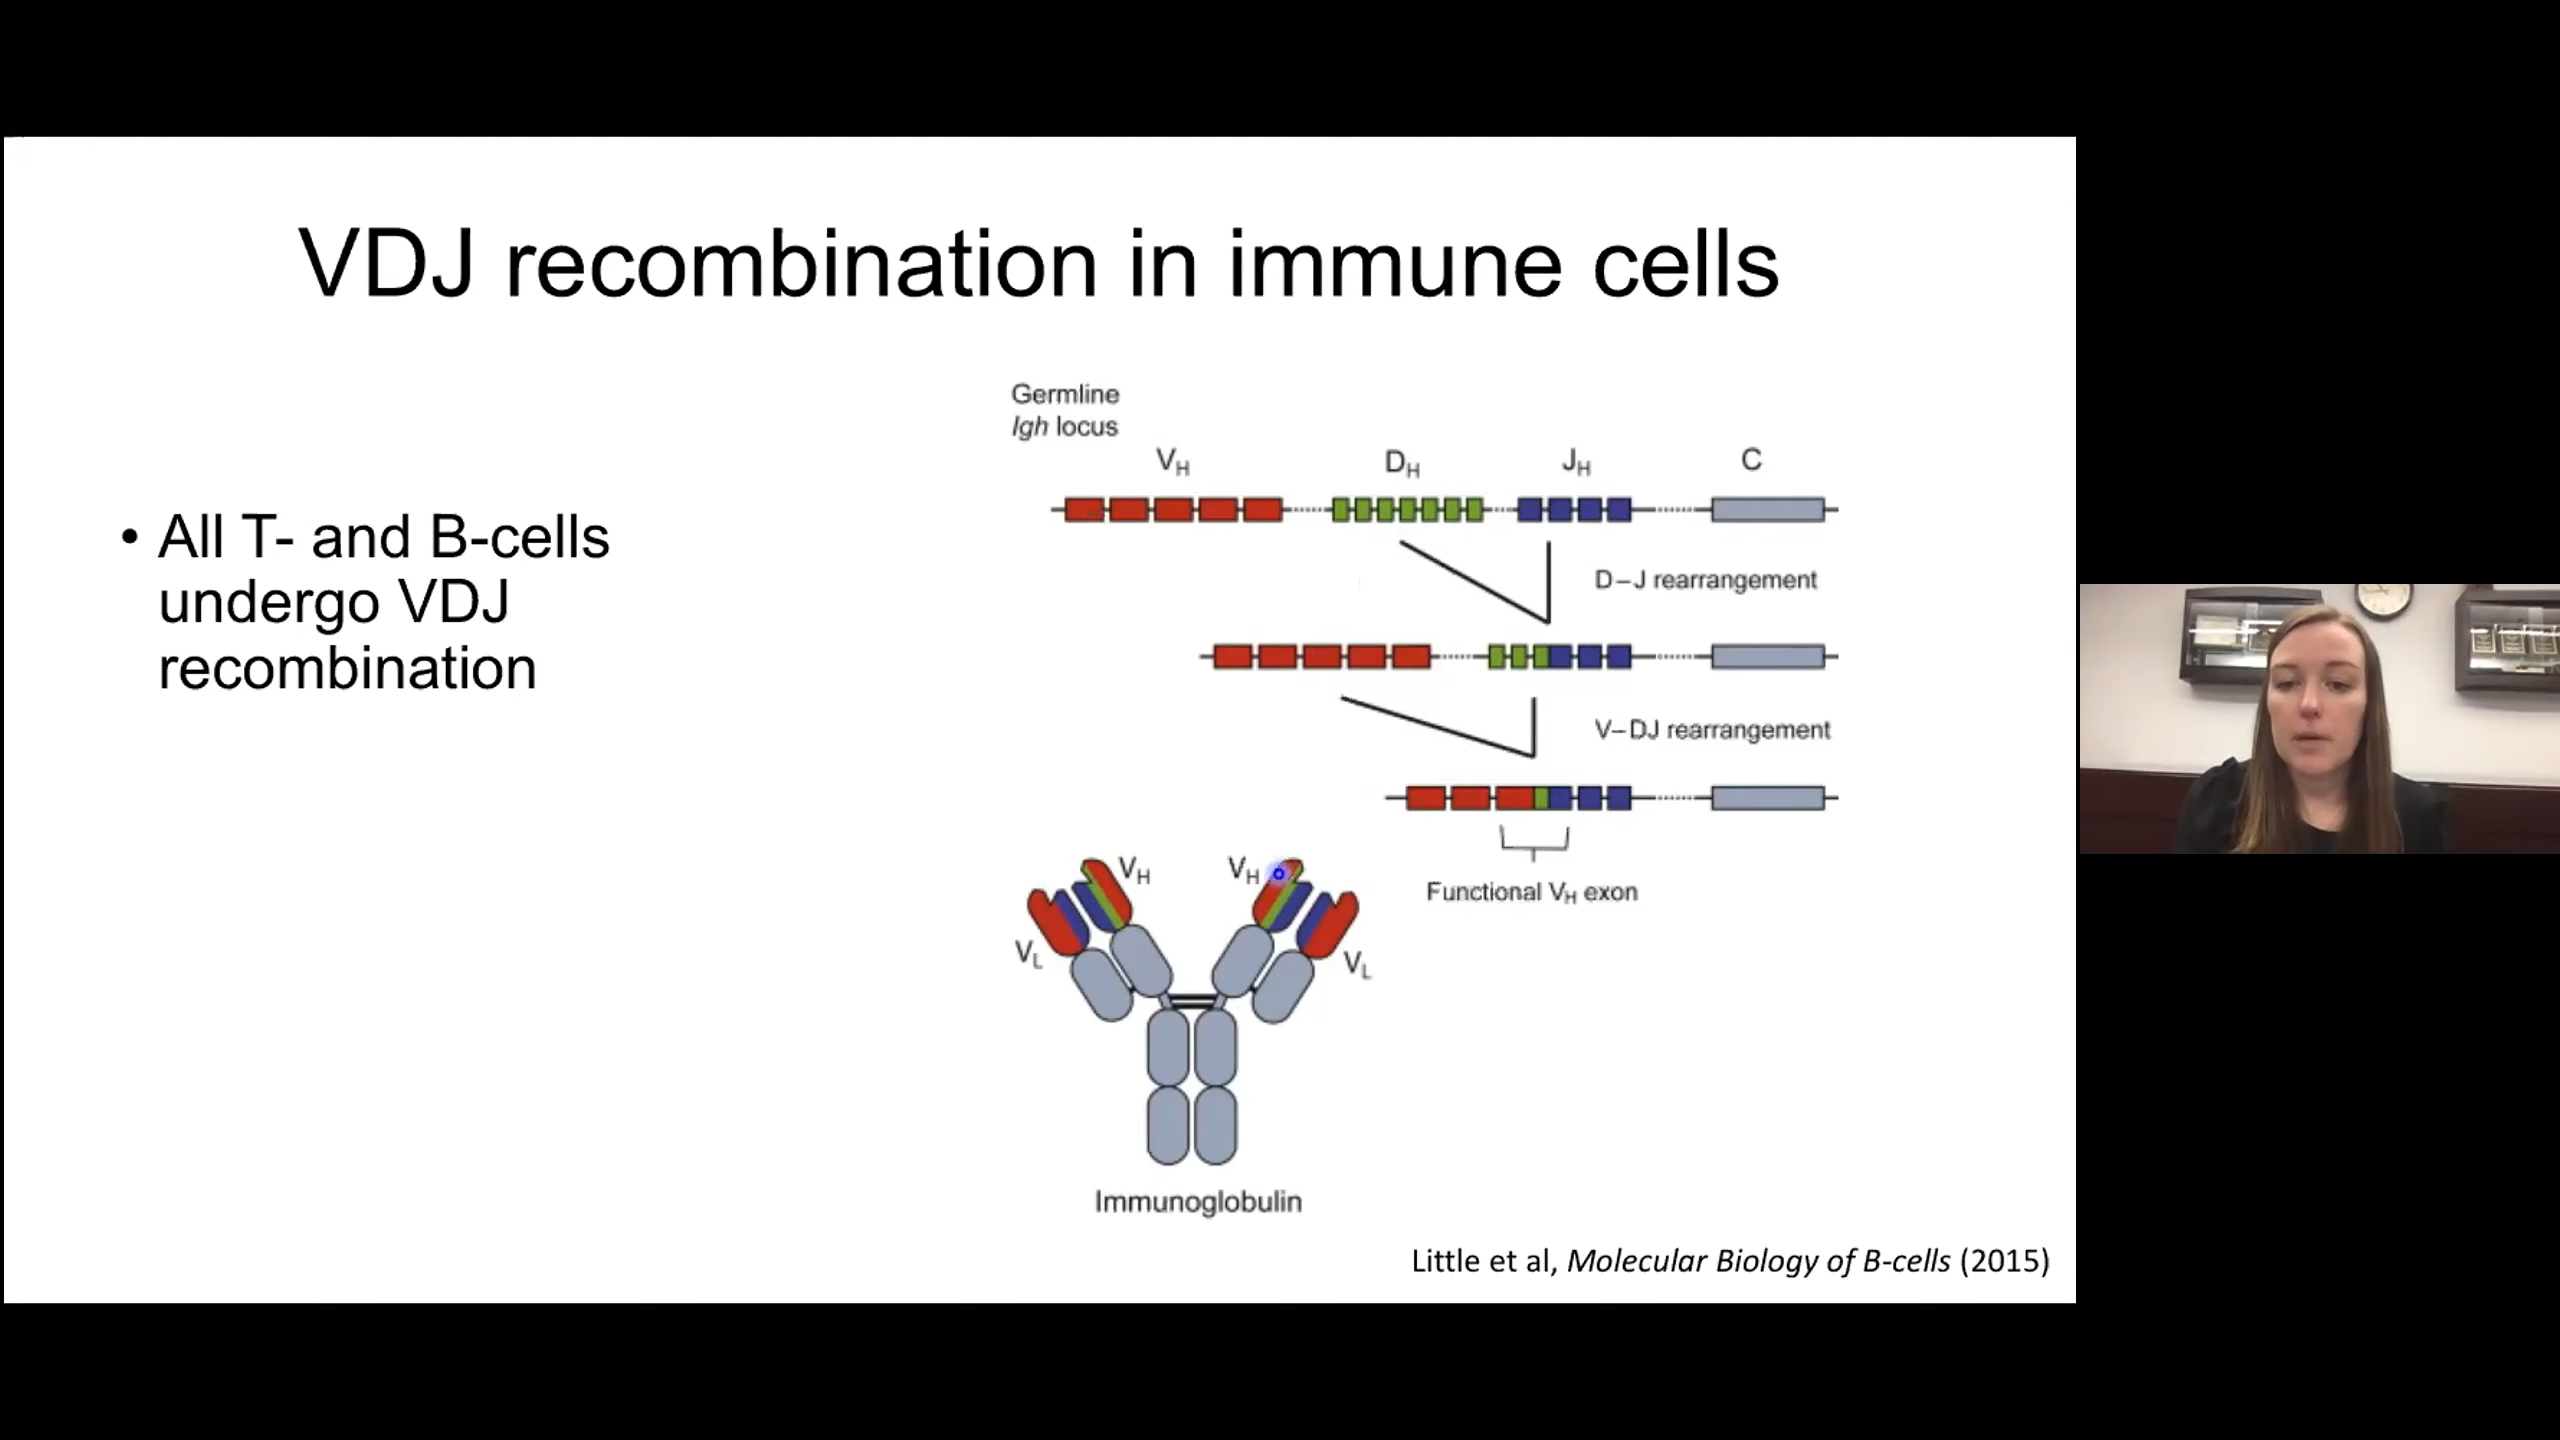 VDJ recombination in immune cells
• All T- and B-cells
undergo VDJ
recombination
Germline
Igh locus
VH DH JH C
D–J rearrangement
V–DJ rearrangement
Functional VH exon
VH VH
VL VL
Immunoglobulin
Little et al, Molecular Biology of B-cells (2015)